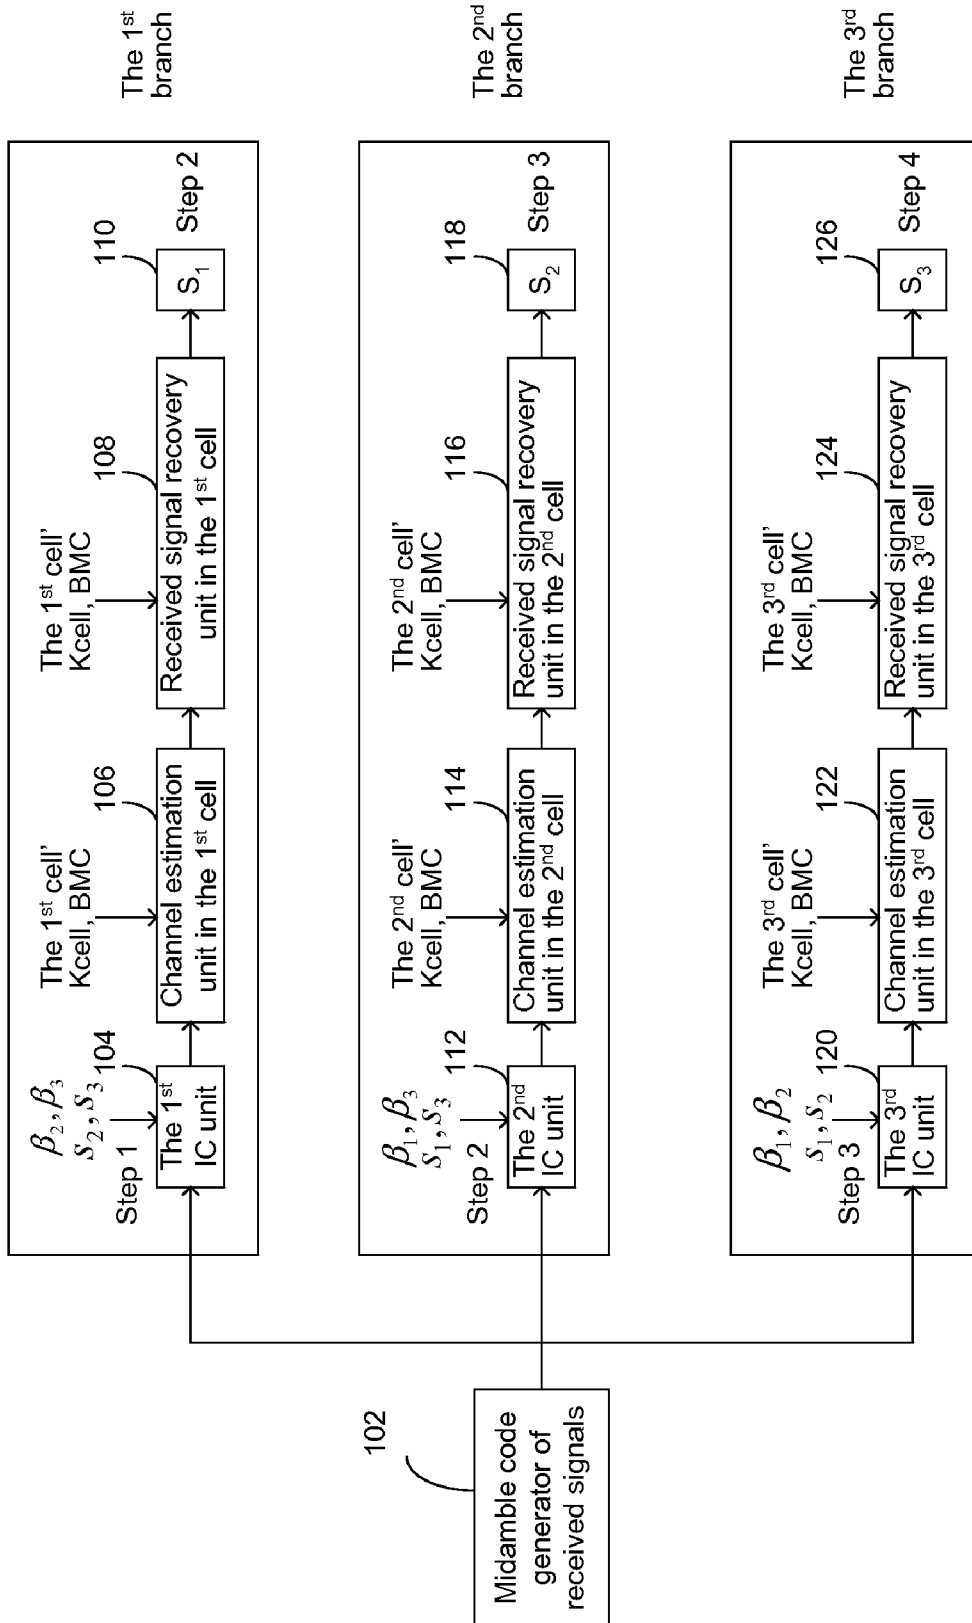 102
Midamble code
generator of
received signals
β₂, β₃
S₂, S₃
Step 1
104
The 1st
IC unit
The 1st cell'
Kcell, BMC
106
Channel estimation
unit in the 1st cell
The 1st cell'
Kcell, BMC
108
Received signal recovery
unit in the 1st cell
110
S₁
Step 2
The 1st
branch
β₁, β₃
S₁, S₃
Step 2
112
The 2nd
IC unit
The 2nd cell'
Kcell, BMC
114
Channel estimation
unit in the 2nd cell
The 2nd cell'
Kcell, BMC
116
Received signal recovery
unit in the 2nd cell
118
S₂
Step 3
The 2nd
branch
β₁, β₂
S₁, S₂
Step 3
120
The 3rd
IC unit
The 3rd cell'
Kcell, BMC
122
Channel estimation
unit in the 3rd cell
The 3rd cell'
Kcell, BMC
124
Received signal recovery
unit in the 3rd cell
126
S₃
Step 4
The 3rd
branch